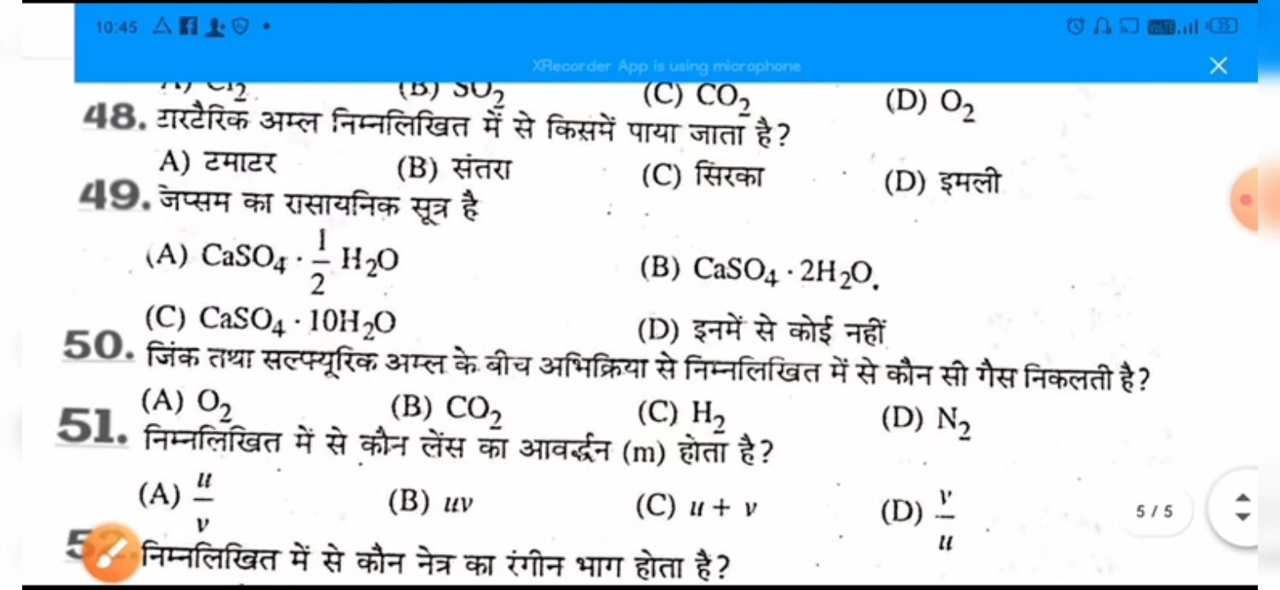 10:45
XRecorder App is using microphone
(B) SO₂ (C) CO₂ (D) O₂
48. टारटैरिक अम्ल निम्नलिखित में से किसमें पाया जाता है?
A) टमाटर (B) संतरा (C) सिरका (D) इमली
49. जेप्सम का रासायनिक सूत्र है
(A) CaSO₄ · 1/2 H₂O (B) CaSO₄ · 2H₂O.
(C) CaSO₄ · 10H₂O (D) इनमें से कोई नहीं
50. जिंक तथा सल्फ्यूरिक अम्ल के बीच अभिक्रिया से निम्नलिखित में से कौन सी गैस निकलती है?
(A) O₂ (B) CO₂ (C) H₂ (D) N₂
51. निम्नलिखित में से कौन लेंस का आवर्द्धन (m) होता है?
(A) u/v (B) uv (C) u + v (D) v/u
5 / 5
निम्नलिखित में से कौन नेत्र का रंगीन भाग होता है?